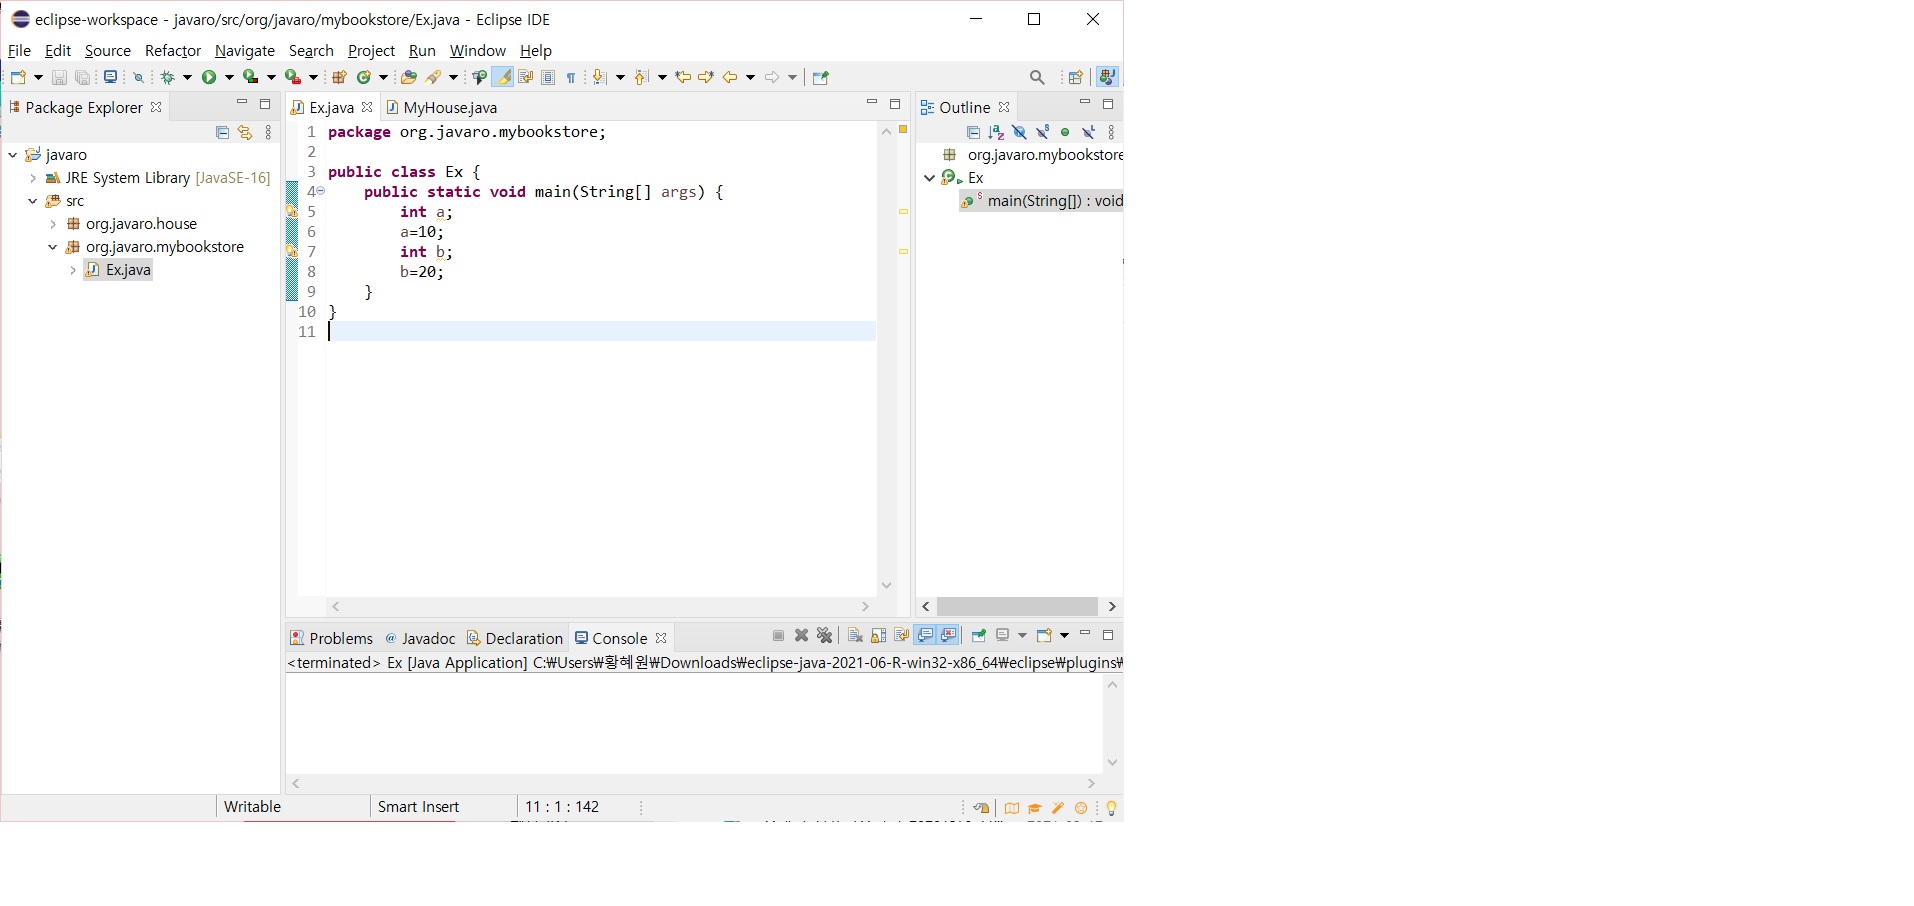 eclipse-workspace - javaro/src/org/javaro/mybookstore/Ex.java - Eclipse IDE
File Edit Source Refactor Navigate Search Project Run Window Help
Package Explorer
javaro
JRE System Library [JavaSE-16]
src
org.javaro.house
org.javaro.mybookstore
Ex.java
Ex.java MyHouse.java
1 package org.javaro.mybookstore;
2
3 public class Ex {
4 public static void main(String[] args) {
5 int a;
6 a=10;
7 int b;
8 b=20;
9 }
10 }
11
Outline
org.javaro.mybookstore
Ex
main(String[]) : void
Problems @ Javadoc Declaration Console
<terminated> Ex [Java Application] C:₩Users₩황혜원₩Downloads₩eclipse-java-2021-06-R-win32-x86_64₩eclipse₩plugins₩
Writable Smart Insert 11 : 1 : 142